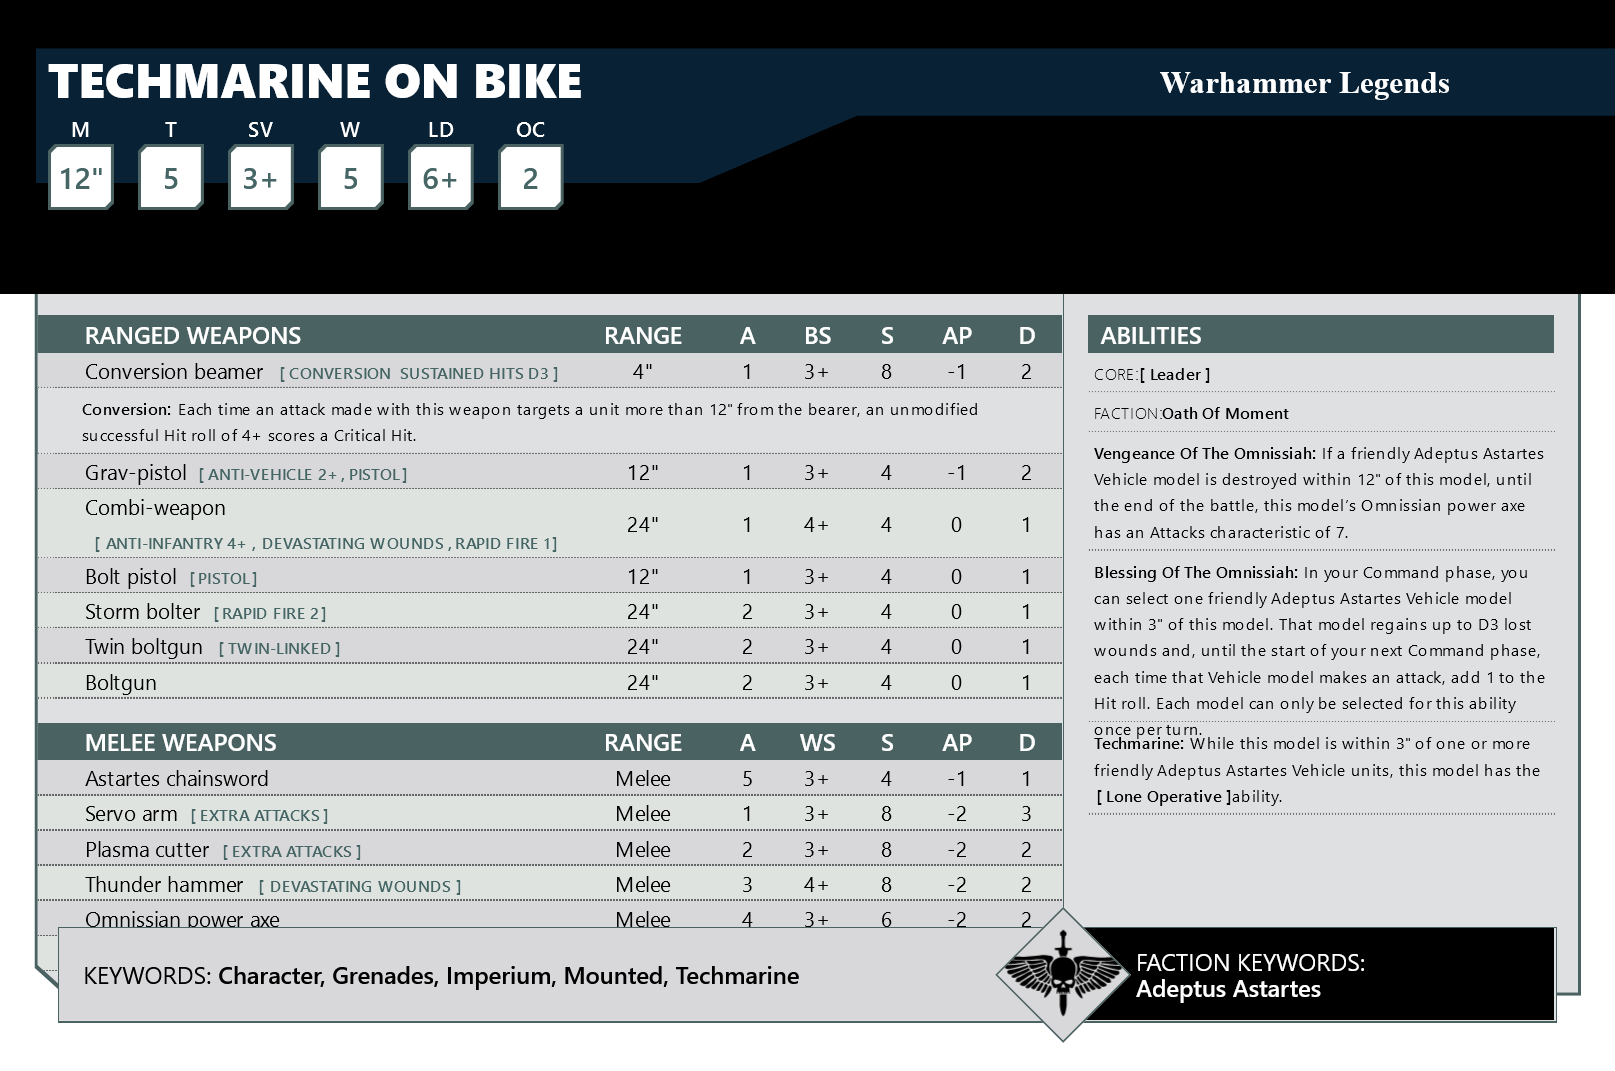 TECHMARINE ON BIKE
Warhammer Legends
M T SV W LD OC
12" 5 3+ 5 6+ 2
RANGED WEAPONS RANGE A BS S AP D
Conversion beamer [ CONVERSION SUSTAINED HITS D3 ] 4" 1 3+ 8 -1 2
Conversion: Each time an attack made with this weapon targets a unit more than 12" from the bearer, an unmodified
successful Hit roll of 4+ scores a Critical Hit.
Grav-pistol [ ANTI-VEHICLE 2+ , PISTOL ] 12" 1 3+ 4 -1 2
Combi-weapon 24" 1 4+ 4 0 1
[ ANTI-INFANTRY 4+ , DEVASTATING WOUNDS , RAPID FIRE 1 ]
Bolt pistol [ PISTOL ] 12" 1 3+ 4 0 1
Storm bolter [ RAPID FIRE 2 ] 24" 2 3+ 4 0 1
Twin boltgun [ TWIN-LINKED ] 24" 2 3+ 4 0 1
Boltgun 24" 2 3+ 4 0 1
MELEE WEAPONS RANGE A WS S AP D
Astartes chainsword Melee 5 3+ 4 -1 1
Servo arm [ EXTRA ATTACKS ] Melee 1 3+ 8 -2 3
Plasma cutter [ EXTRA ATTACKS ] Melee 2 3+ 8 -2 2
Thunder hammer [ DEVASTATING WOUNDS ] Melee 3 4+ 8 -2 2
Omnissian power axe Melee 4 3+ 6 -2 2
ABILITIES
CORE:[ Leader ]
FACTION:Oath Of Moment
Vengeance Of The Omnissiah: If a friendly Adeptus Astartes
Vehicle model is destroyed within 12" of this model, until
the end of the battle, this model’s Omnissian power axe
has an Attacks characteristic of 7.
Blessing Of The Omnissiah: In your Command phase, you
can select one friendly Adeptus Astartes Vehicle model
within 3" of this model. That model regains up to D3 lost
wounds and, until the start of your next Command phase,
each time that Vehicle model makes an attack, add 1 to the
Hit roll. Each model can only be selected for this ability
once per turn.
Techmarine: While this model is within 3" of one or more
friendly Adeptus Astartes Vehicle units, this model has the
[ Lone Operative ]ability.
KEYWORDS: Character, Grenades, Imperium, Mounted, Techmarine
FACTION KEYWORDS:
Adeptus Astartes